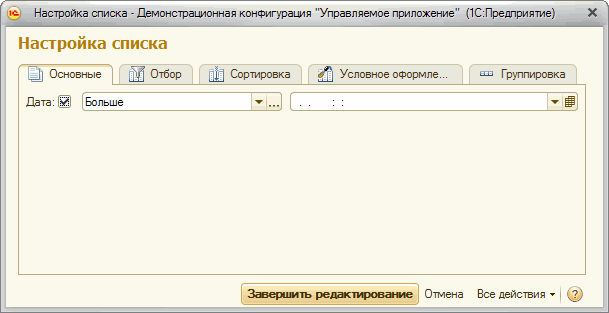 Настройка списка - Демонстрационная конфигурация "Управляемое приложение" (1С:Предприятие)
Настройка списка
Основные Отбор Сортировка Условное оформле... Группировка
Дата: Больше ... . . : :
Завершить редактирование Отмена Все действия ?